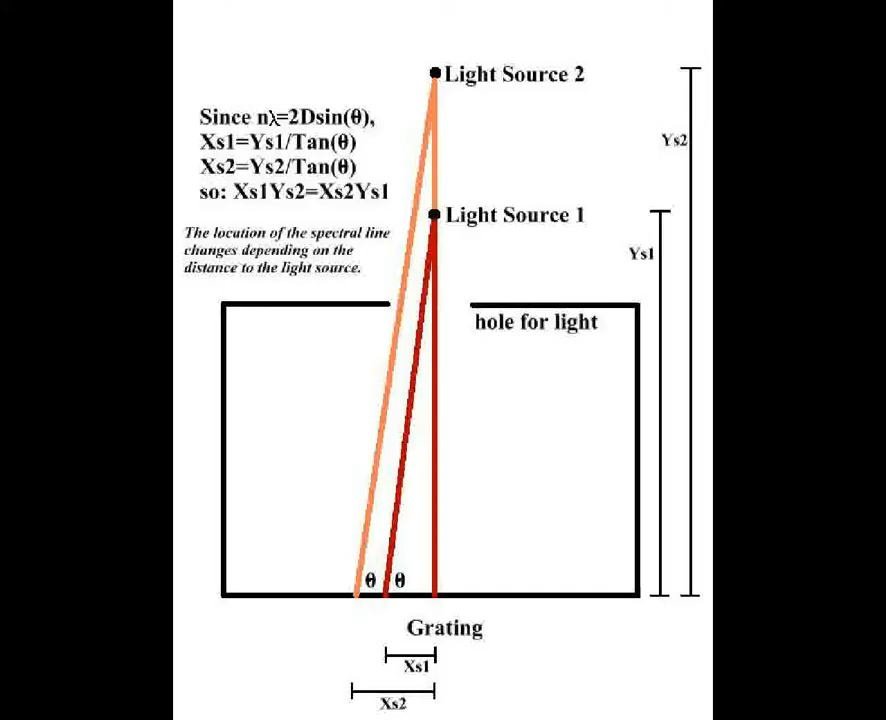 Light Source 2
Since nλ=2Dsin(θ),
Xs1=Ys1/Tan(θ)
Xs2=Ys2/Tan(θ)
so: Xs1Ys2=Xs2Ys1
Ys2
Light Source 1
The location of the spectral line
changes depending on the
distance to the light source.
Ys1
hole for light
θ θ
Grating
Xs1
Xs2